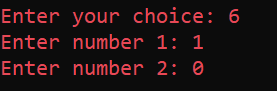 Enter your choice: 6
Enter number 1: 1
Enter number 2: 0